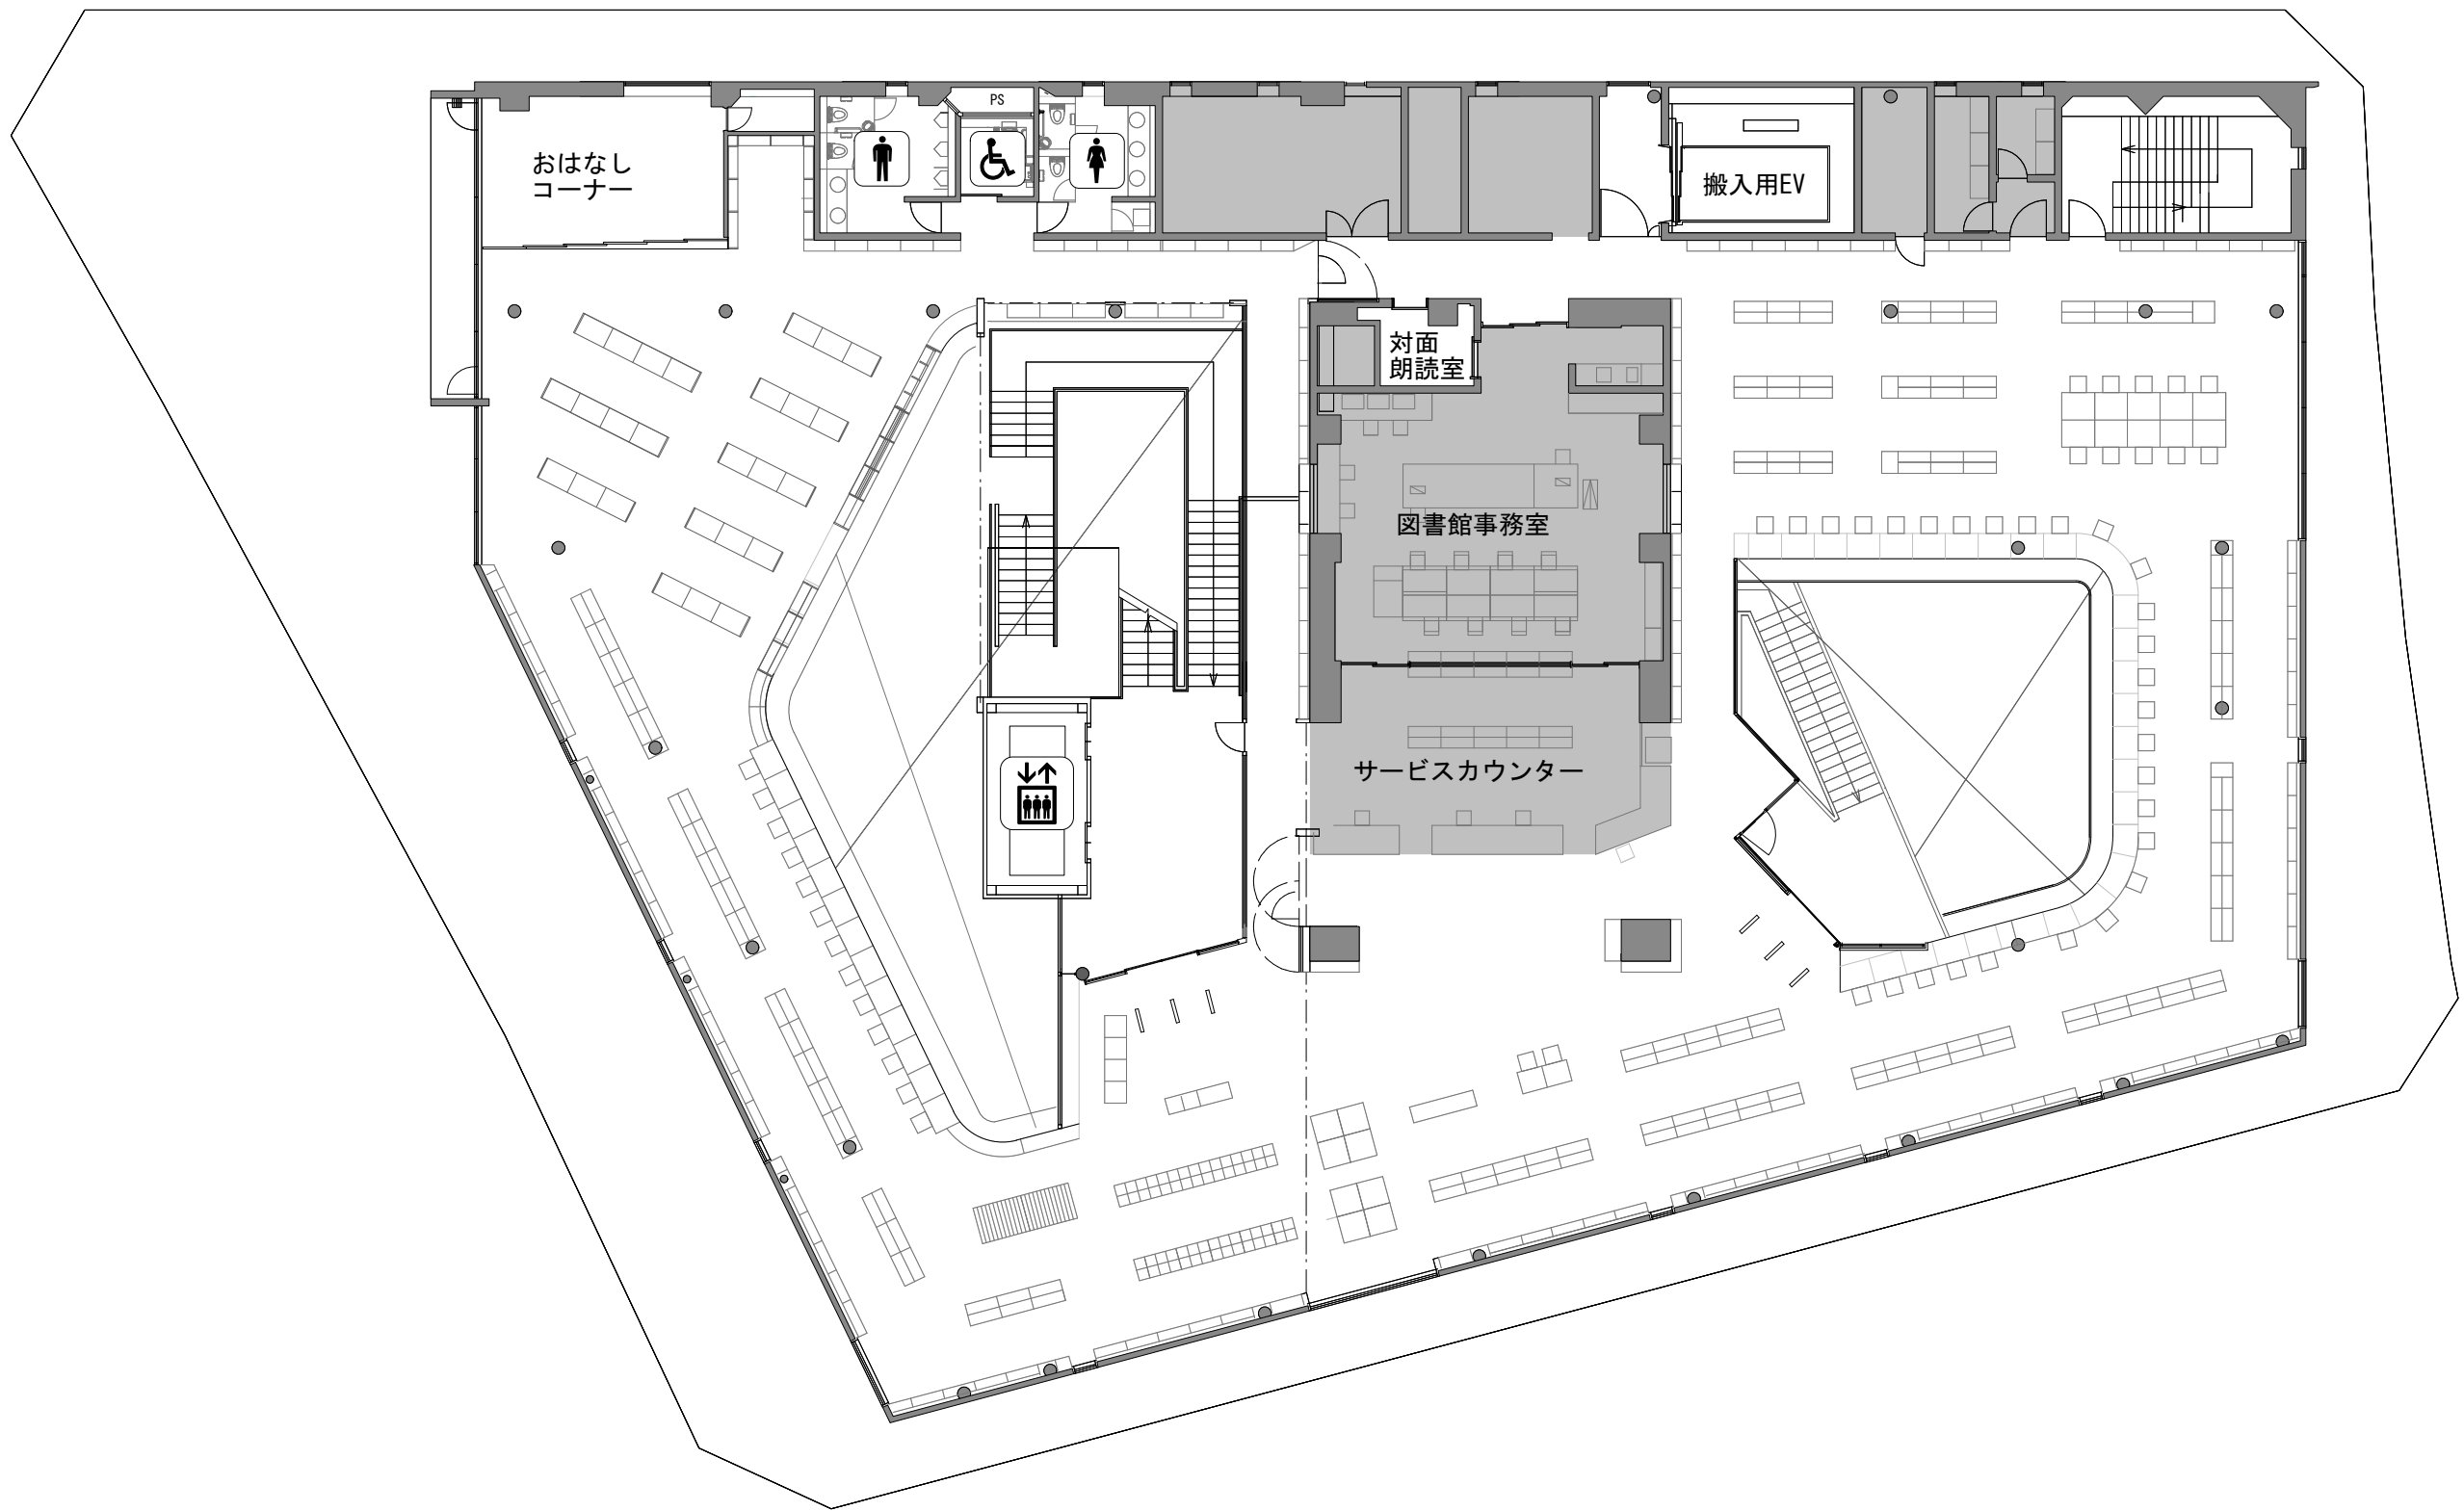 PS
おはなし
コーナー
搬入用EV
対面
朗読室
図書館事務室
サービスカウンター